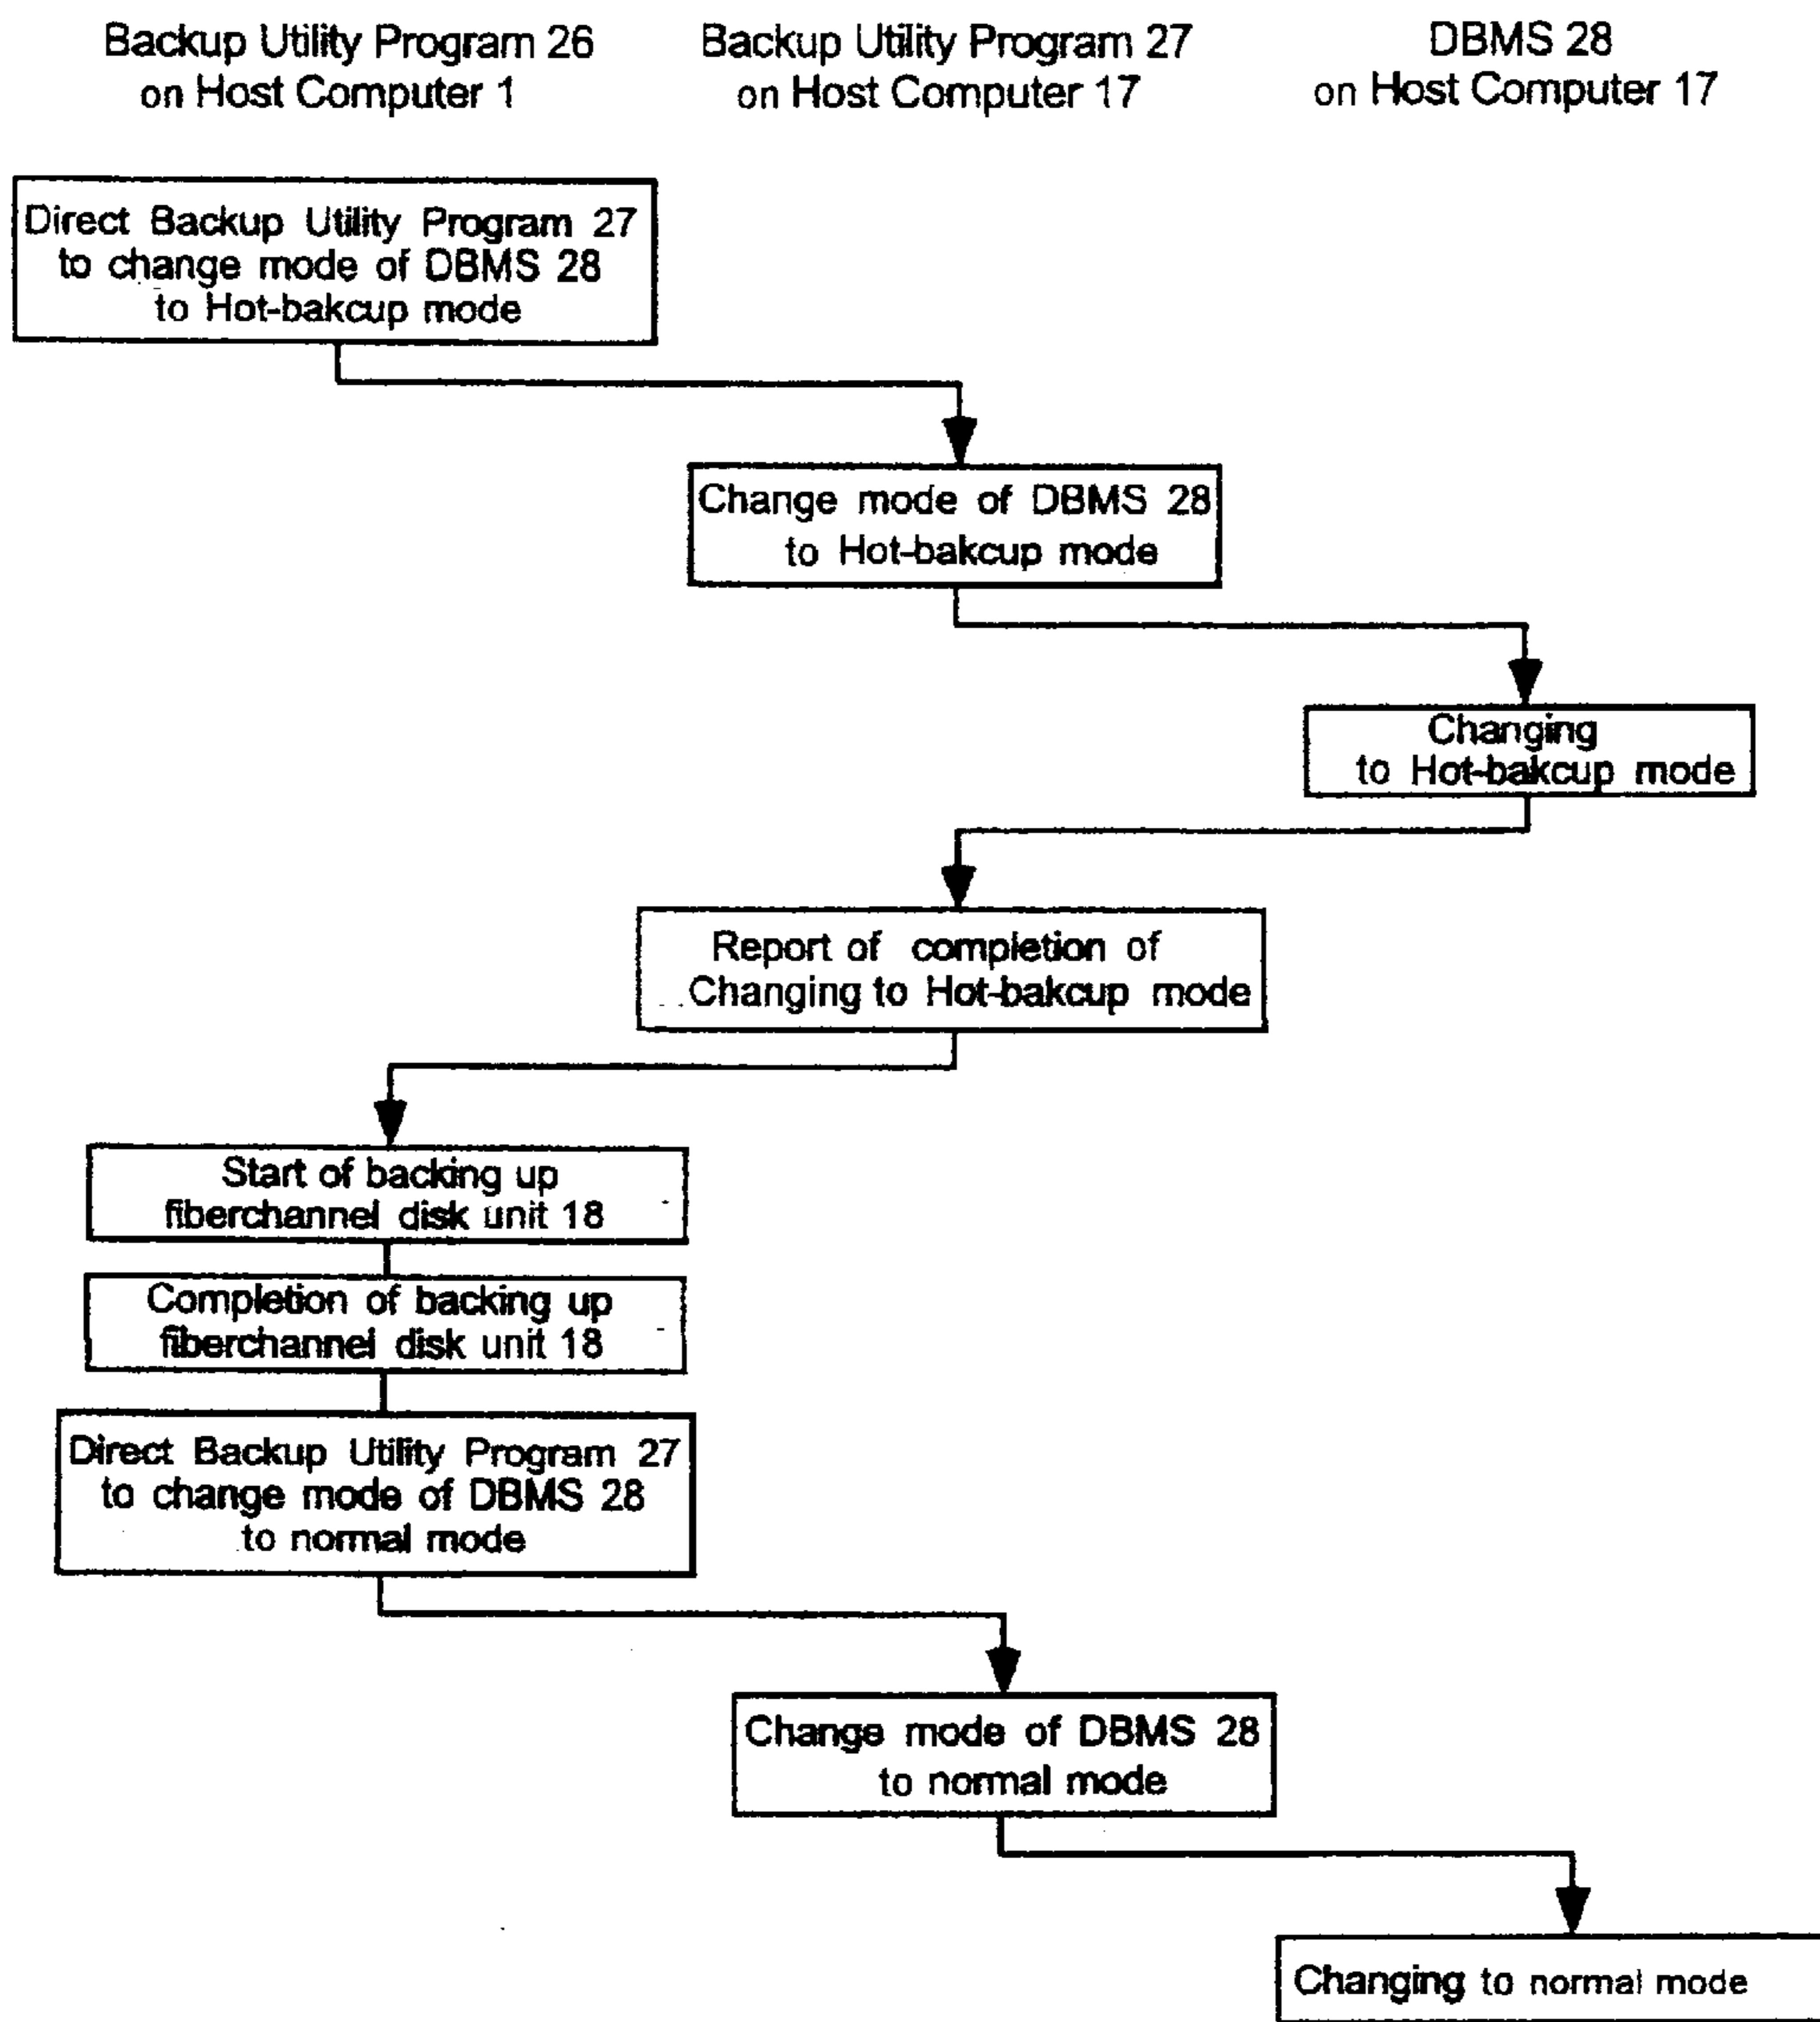 Backup Utility Program 26
on Host Computer 1
Backup Utility Program 27
on Host Computer 17
DBMS 28
on Host Computer 17
Direct Backup Utility Program 27
to change mode of DBMS 28
to Hot-bakcup mode
Change mode of DBMS 28
to Hot-bakcup mode
Changing
to Hot-bakcup mode
Report of completion of
Changing to Hot-bakcup mode
Start of backing up
fiberchannel disk unit 18
Completion of backing up
fiberchannel disk unit 18
Direct Backup Utility Program 27
to change mode of DBMS 28
to normal mode
Change mode of DBMS 28
to normal mode
Changing to normal mode